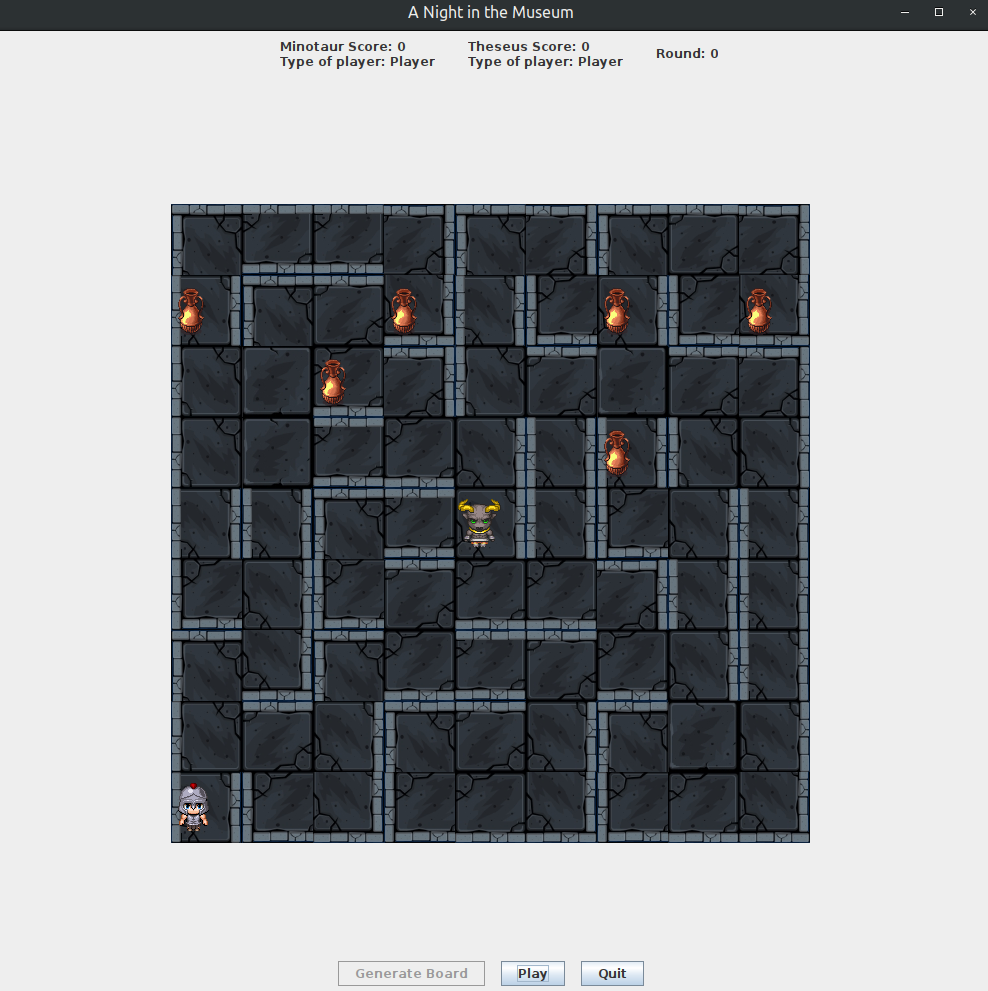 A Night in the Museum
Minotaur Score: 0
Type of player: Player
Theseus Score: 0
Type of player: Player
Round: 0
Generate Board
Play
Quit